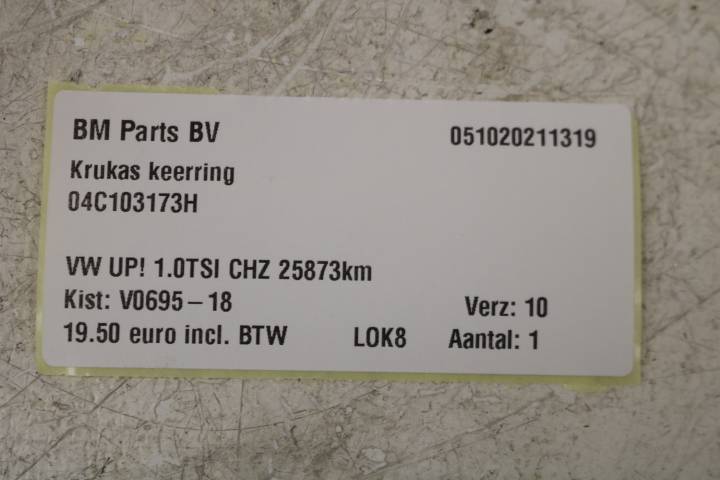 BM Parts BV 051020211319
Krukas keerring
04C103173H
VW UP! 1.0TSI CHZ 25873km
Kist: V0695-18 Verz: 10
19.50 euro incl. BTW LOK8 Aantal: 1